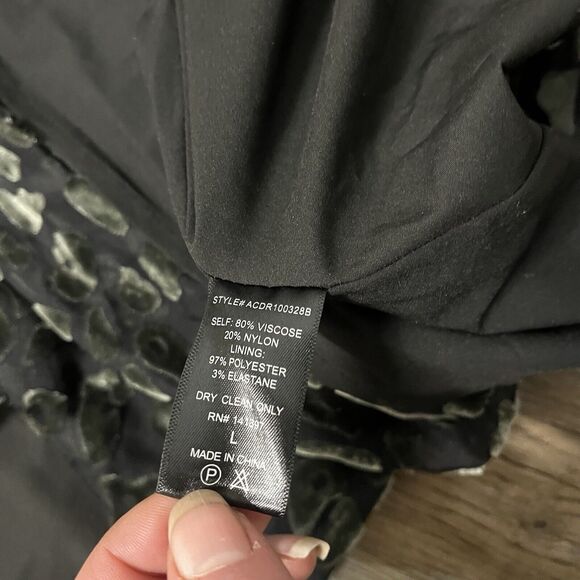 STYLE# ACDR100328B
SELF: 80% VISCOSE
20% NYLON
LINING:
97% POLYESTER
3% ELASTANE
DRY CLEAN ONLY
RN#
L
MADE IN CHINA
P